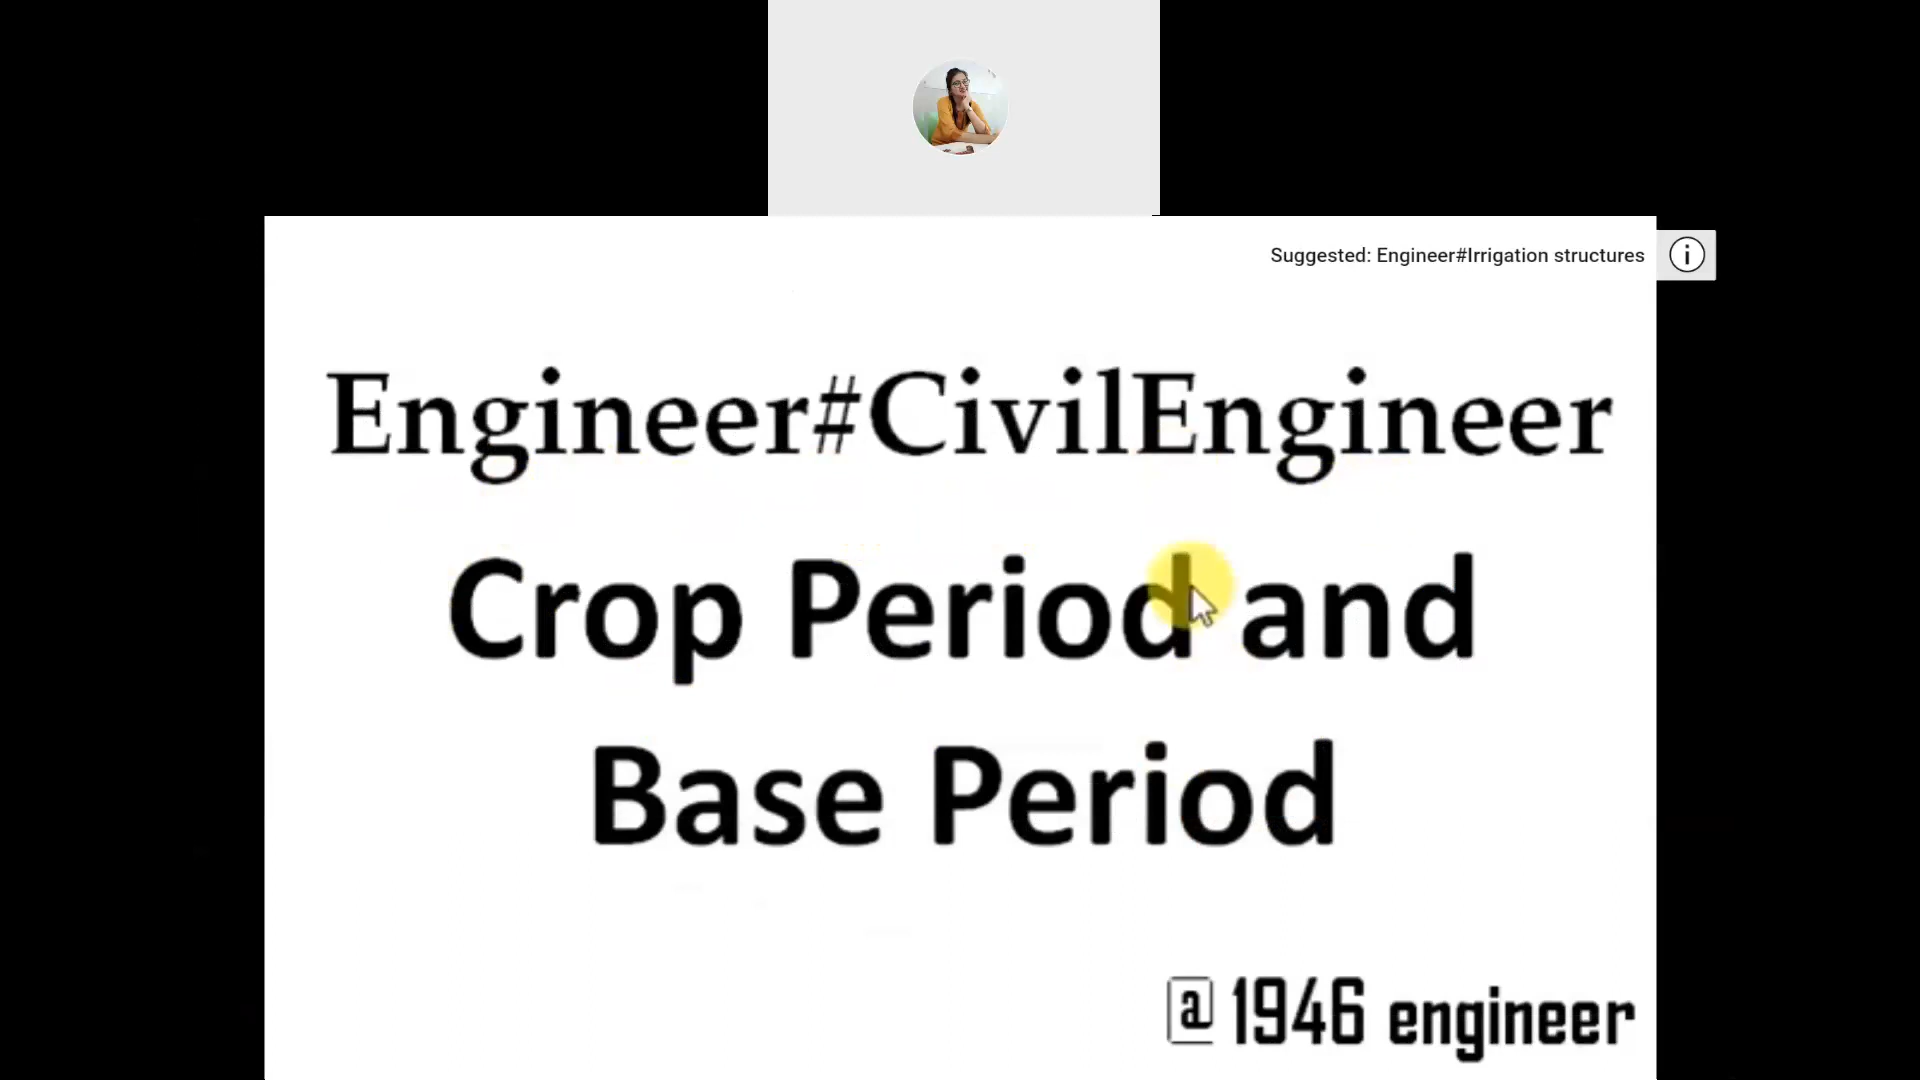 Suggested: Engineer#Irrigation structures
Engineer#CivilEngineer
Crop Period and
Base Period
@1946 engineer